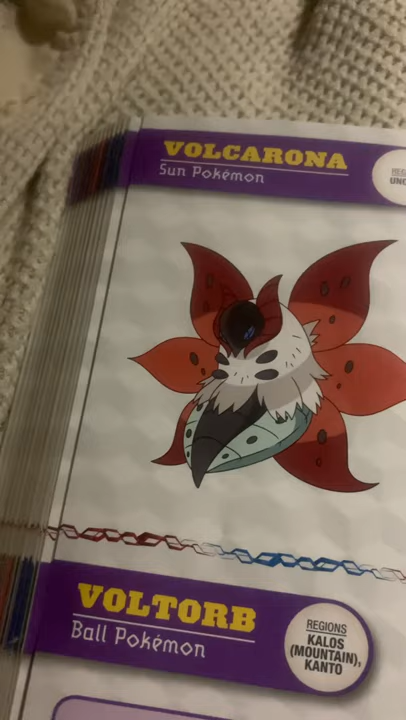 VOLCARONA
Sun Pokémon
VOLTORB
Ball Pokémon
REGIONS
KALOS
(MOUNTAIN),
KANTO